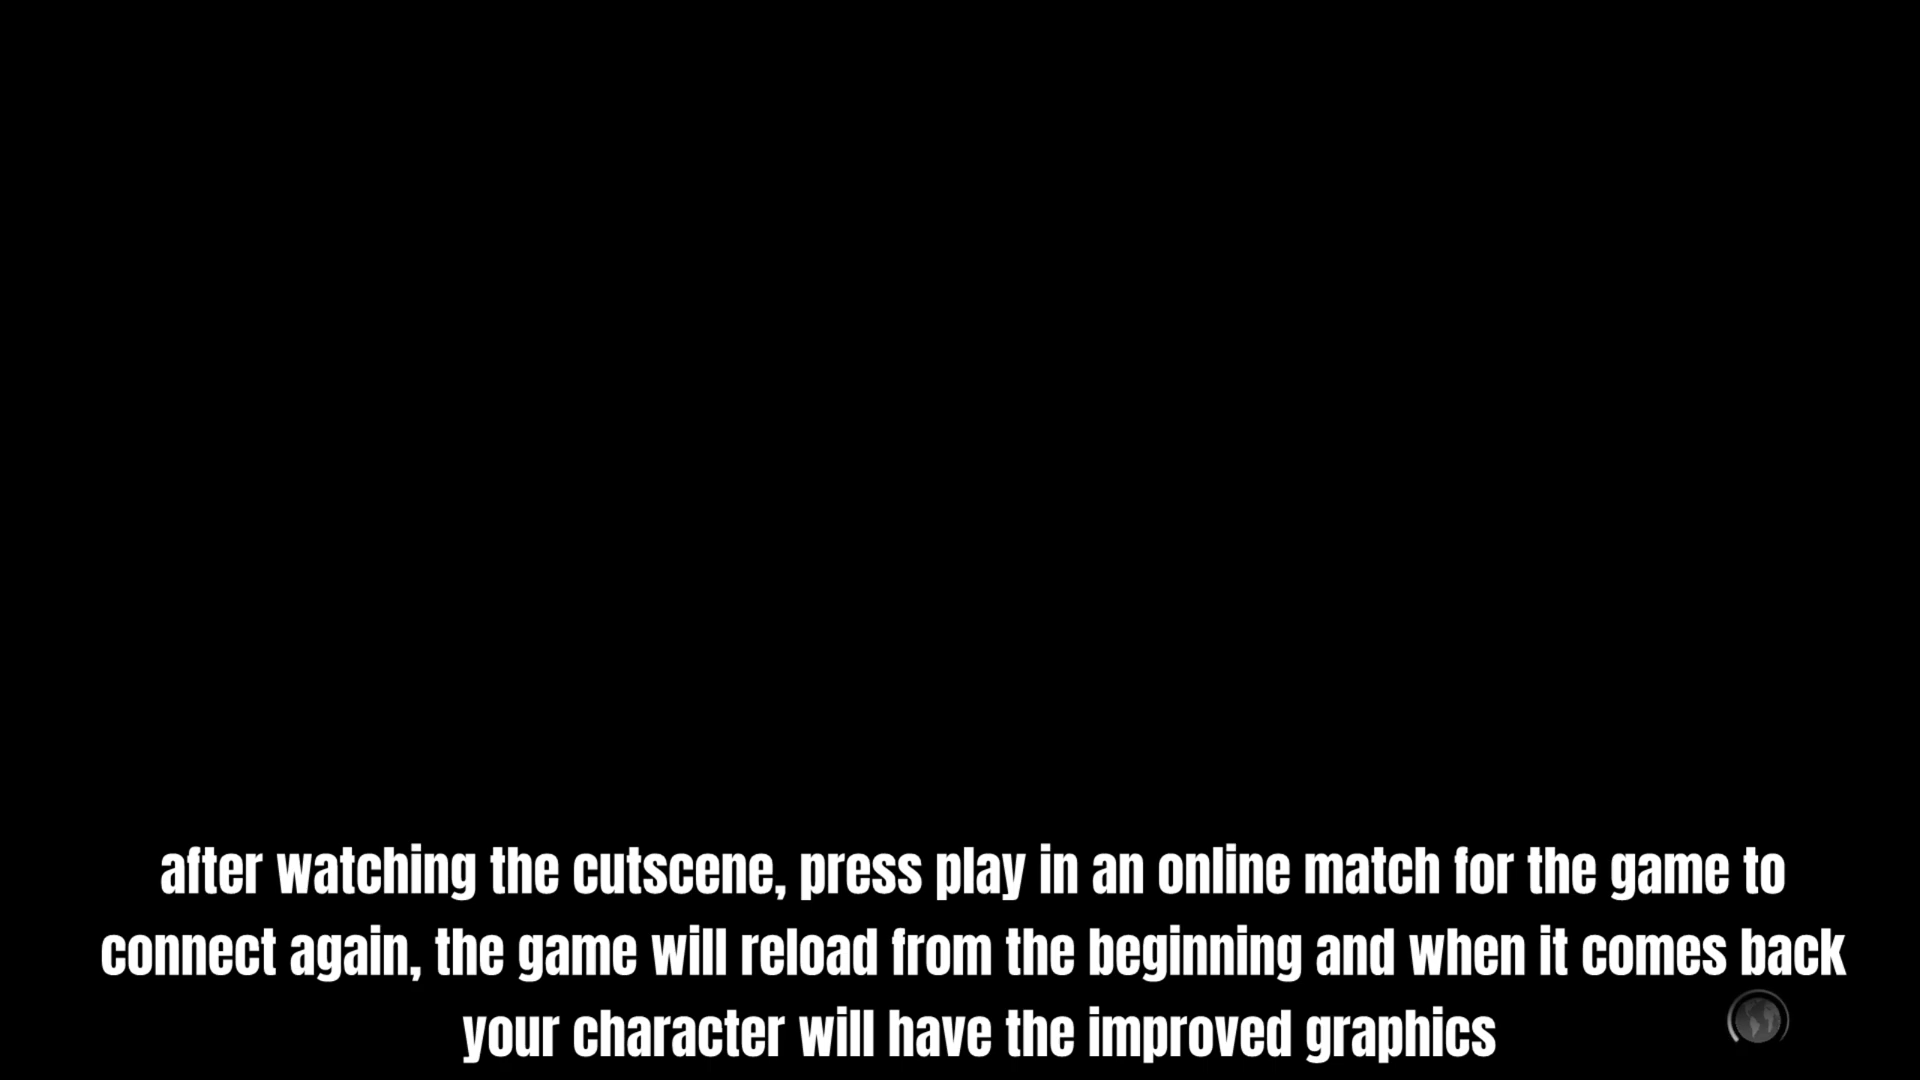 after watching the cutscene, press play in an online match for the game to
connect again, the game will reload from the beginning and when it comes back
your character will have the improved graphics